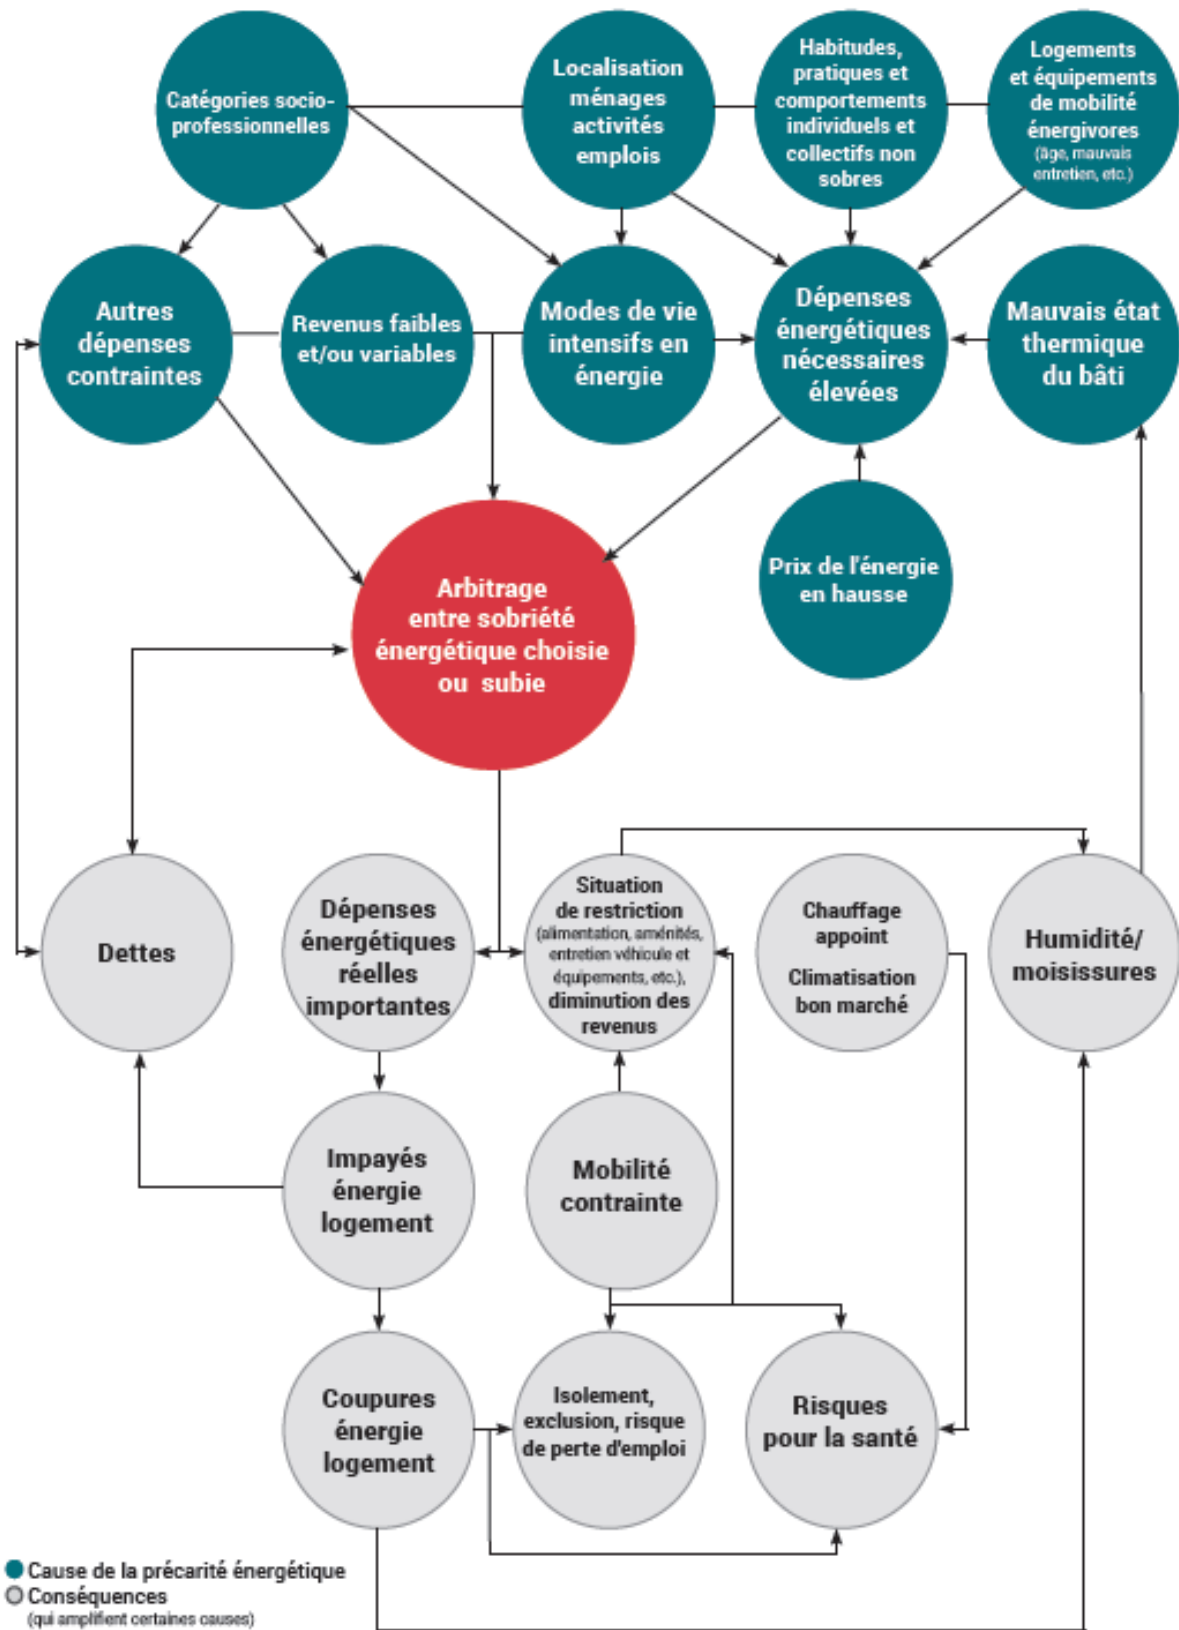 Catégories socio-
professionnelles
Localisation
ménages
activités
emplois
Habitudes,
pratiques et
comportements
individuels et
collectifs non
sobres
Logements
et équipements
de mobilité
énergivores
(âge, mauvais
entretien, etc.)
Autres
dépenses
contraintes
Revenus faibles
et/ou variables
Modes de vie
intensifs en
énergie
Dépenses
énergétiques
nécessaires
élevées
Mauvais état
thermique
du bâti
Prix de l'énergie
en hausse
Arbitrage
entre sobriété
énergétique choisie
ou subie
Dettes
Dépenses
énergétiques
réelles
importantes
Situation
de restriction
(alimentation, aménités,
entretien véhicule et
équipements, etc.),
diminution des
revenus
Chauffage
appoint
Climatisation
bon marché
Humidité/
moisissures
Impayés
énergie
logement
Mobilité
contrainte
Coupures
énergie
logement
Isolement,
exclusion, risque
de perte d'emploi
Risques
pour la santé
Cause de la précarité énergétique
Conséquences
(qui amplifient certaines causes)